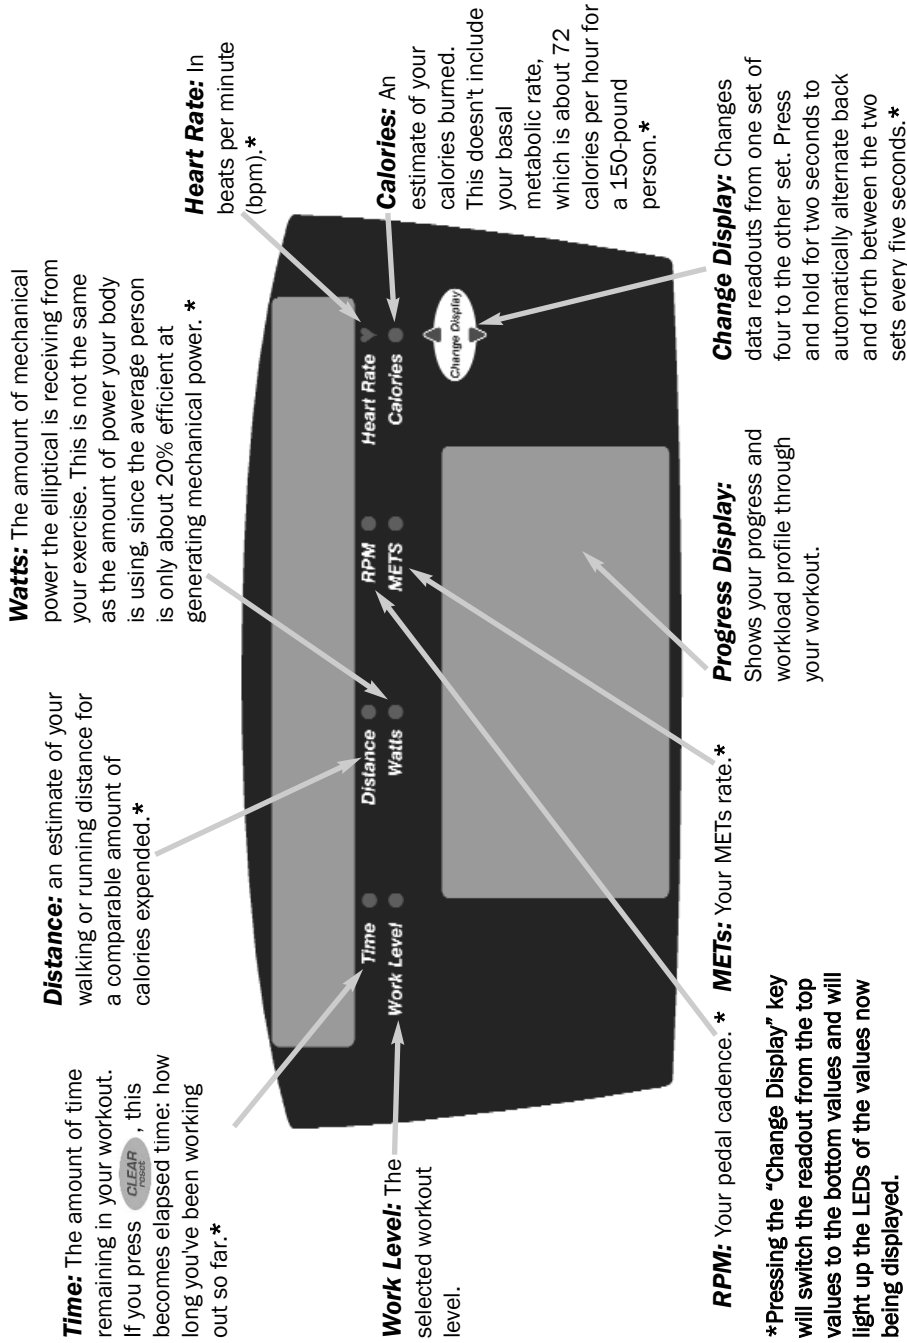 Time: The amount of time
remaining in your workout.
If you press CLEAR reset , this
becomes elapsed time: how
long you've been working
out so far.*
Distance: an estimate of your
walking or running distance for
a comparable amount of
calories expended.*
Watts: The amount of mechanical
power the elliptical is receiving from
your exercise. This is not the same
as the amount of power your body
is using, since the average person
is only about 20% efficient at
generating mechanical power. *
Heart Rate: In
beats per minute
(bpm).*
Work Level: The
selected workout
level.
Time
Distance
RPM
Heart Rate
Work Level
Watts
METS
Calories
Change Display
Calories: An
estimate of your
calories burned.
This doesn't include
your basal
metabolic rate,
which is about 72
calories per hour for
a 150-pound
person.*
RPM: Your pedal cadence. *
METs: Your METs rate.*
Progress Display:
Shows your progress and
workload profile through
your workout.
Change Display: Changes
data readouts from one set of
four to the other set. Press
and hold for two seconds to
automatically alternate back
and forth between the two
sets every five seconds.*
*Pressing the "Change Display" key
will switch the readout from the top
values to the bottom values and will
light up the LEDs of the values now
being displayed.